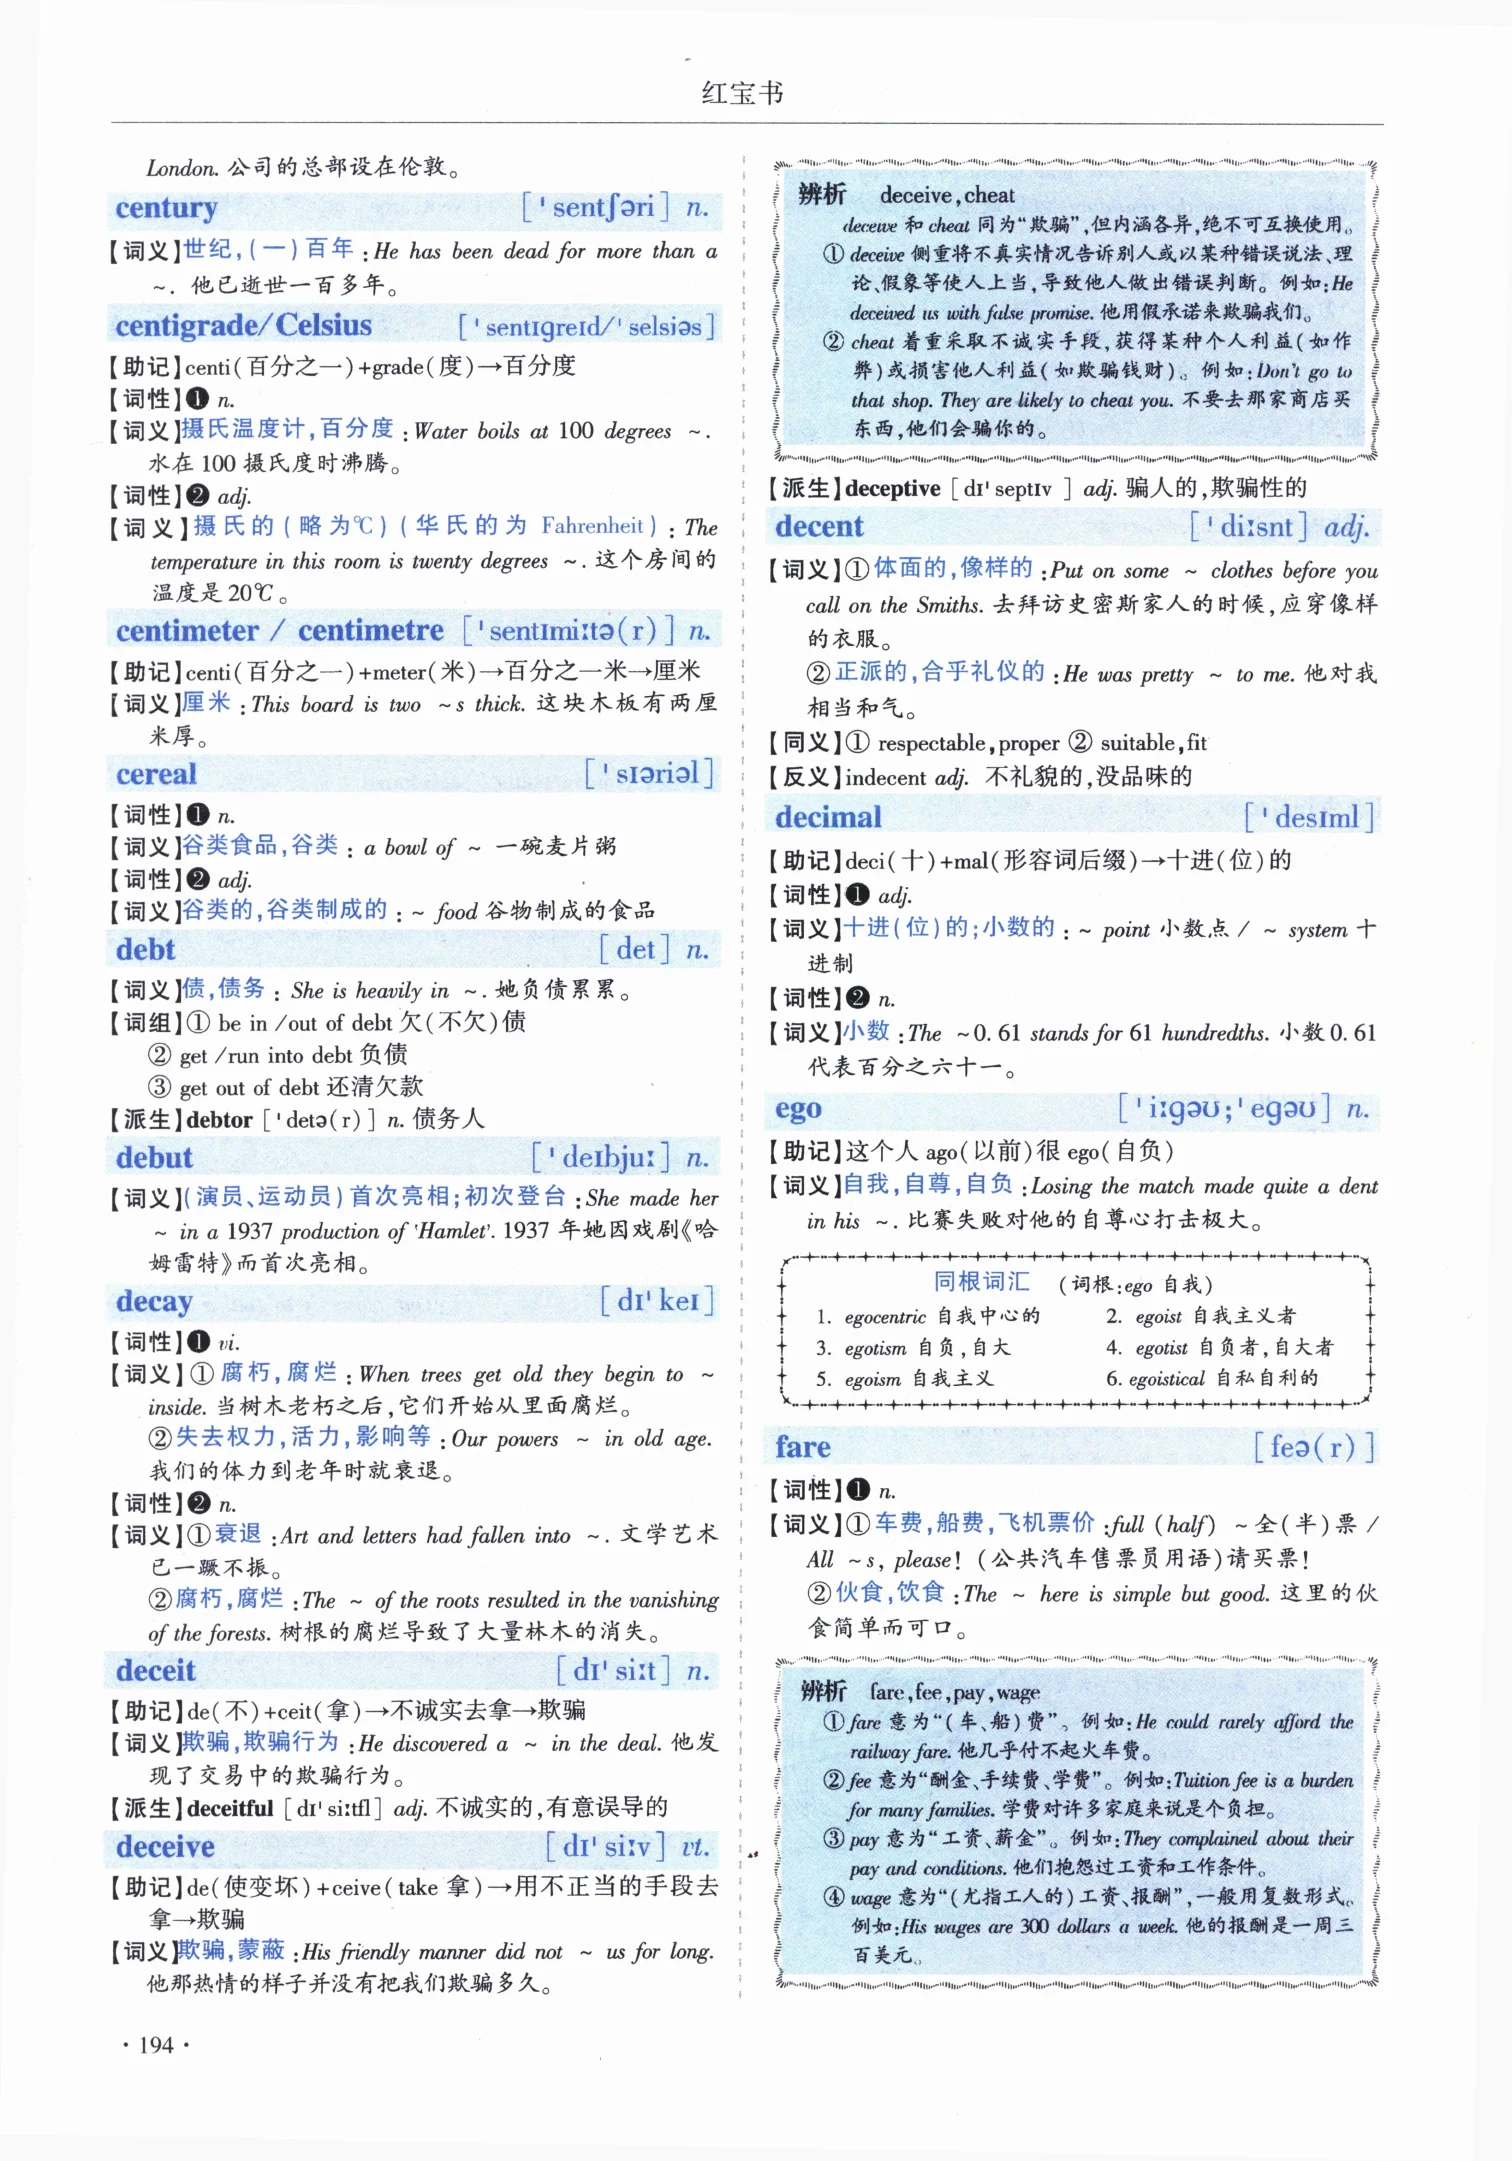 红宝书
London. 公司的总部设在伦敦。
century [ˈsentʃəri] n.
【词义】世纪,(一)百年:He has been dead for more than a
~. 他已逝世一百多年。
centigrade/Celsius [ˈsentɪgreɪd/ˈselsiəs]
【助记】centi(百分之一)+grade(度)→百分度
【词性】❶ n.
【词义】摄氏温度计,百分度:Water boils at 100 degrees ~.
水在 100 摄氏度时沸腾。
【词性】❷ adj.
【词义】摄氏的(略为℃)(华氏的为 Fahrenheit):The
temperature in this room is twenty degrees ~. 这个房间的
温度是 20℃。
centimeter / centimetre [ˈsentɪmiːtə(r)] n.
【助记】centi(百分之一)+meter(米)→百分之一米→厘米
【词义】厘米:This board is two ~s thick. 这块木板有两厘
米厚。
cereal [ˈsɪəriəl]
【词性】❶ n.
【词义】谷类食品,谷类:a bowl of ~ 一碗麦片粥
【词性】❷ adj.
【词义】谷类的,谷类制成的:~ food 谷物制成的食品
debt [det] n.
【词义】债,债务:She is heavily in ~. 她负债累累。
【词组】① be in /out of debt 欠(不欠)债
② get /run into debt 负债
③ get out of debt 还清欠款
【派生】debtor [ˈdetə(r)] n. 债务人
debut [ˈdeɪbjuː] n.
【词义】(演员、运动员)首次亮相;初次登台:She made her
~ in a 1937 production of ‘Hamlet’. 1937 年她因戏剧《哈
姆雷特》而首次亮相。
decay [dɪˈkeɪ]
【词性】❶ vi.
【词义】①腐朽,腐烂:When trees get old they begin to ~
inside. 当树木老朽之后,它们开始从里面腐烂。
②失去权力,活力,影响等:Our powers ~ in old age.
我们的体力到老年时就衰退。
【词性】❷ n.
【词义】①衰退:Art and letters had fallen into ~. 文学艺术
已一蹶不振。
②腐朽,腐烂:The ~ of the roots resulted in the vanishing
of the forests. 树根的腐烂导致了大量林木的消失。
deceit [dɪˈsiːt] n.
【助记】de(不)+ceit(拿)→不诚实去拿→欺骗
【词义】欺骗,欺骗行为:He discovered a ~ in the deal. 他发
现了交易中的欺骗行为。
【派生】deceitful [dɪˈsiːtfl] adj. 不诚实的,有意误导的
deceive [dɪˈsiːv] vt.
【助记】de(使变坏)+ceive(take 拿)→用不正当的手段去
拿→欺骗
【词义】欺骗,蒙蔽:His friendly manner did not ~ us for long.
他那热情的样子并没有把我们欺骗多久。
辨析 deceive,cheat
deceive 和 cheat 同为“欺骗”,但内涵各异,绝不可互换使用。
① deceive 侧重将不真实情况告诉别人或以某种错误说法、理
论、假象等使人上当,导致他人做出错误判断。例如:He
deceived us with false promise. 他用假承诺来欺骗我们。
② cheat 着重采取不诚实手段,获得某种个人利益(如作
弊)或损害他人利益(如欺骗钱财)。例如:Don't go to
that shop. They are likely to cheat you. 不要去那家商店买
东西,他们会骗你的。
【派生】deceptive [dɪˈseptɪv ] adj. 骗人的,欺骗性的
decent [ˈdiːsnt] adj.
【词义】①体面的,像样的:Put on some ~ clothes before you
call on the Smiths. 去拜访史密斯家人的时候,应穿像样
的衣服。
②正派的,合乎礼仪的:He was pretty ~ to me. 他对我
相当和气。
【同义】① respectable,proper ② suitable,fit
【反义】indecent adj. 不礼貌的,没品味的
decimal [ˈdesɪml]
【助记】deci(十)+mal(形容词后缀)→十进(位)的
【词性】❶ adj.
【词义】十进(位)的;小数的:~ point 小数点 / ~ system 十
进制
【词性】❷ n.
【词义】小数:The ~0. 61 stands for 61 hundredths. 小数 0. 61
代表百分之六十一。
ego [ˈiːgəʊ;ˈegəʊ] n.
【助记】这个人 ago(以前)很 ego(自负)
【词义】自我,自尊,自负:Losing the match made quite a dent
in his ~. 比赛失败对他的自尊心打击极大。
同根词汇 (词根:ego 自我)
1. egocentric 自我中心的 2. egoist 自我主义者
3. egotism 自负,自大 4. egotist 自负者,自大者
5. egoism 自我主义 6. egoistical 自私自利的
fare [feə(r)]
【词性】❶ n.
【词义】①车费,船费,飞机票价:full (half) ~全(半)票 /
All ~s, please! (公共汽车售票员用语)请买票!
②伙食,饮食:The ~ here is simple but good. 这里的伙
食简单而可口。
辨析 fare,fee,pay,wage
①fare 意为“(车、船)费”。例如:He could rarely afford the
railway fare. 他几乎付不起火车费。
②fee 意为“酬金、手续费、学费”。例如:Tuition fee is a burden
for many families. 学费对许多家庭来说是个负担。
③pay 意为“工资、薪金”。例如:They complained about their
pay and conditions. 他们抱怨过工资和工作条件。
④wage 意为“(尤指工人的)工资、报酬”,一般用复数形式。
例如:His wages are 300 dollars a week. 他的报酬是一周三
百美元。
· 194 ·